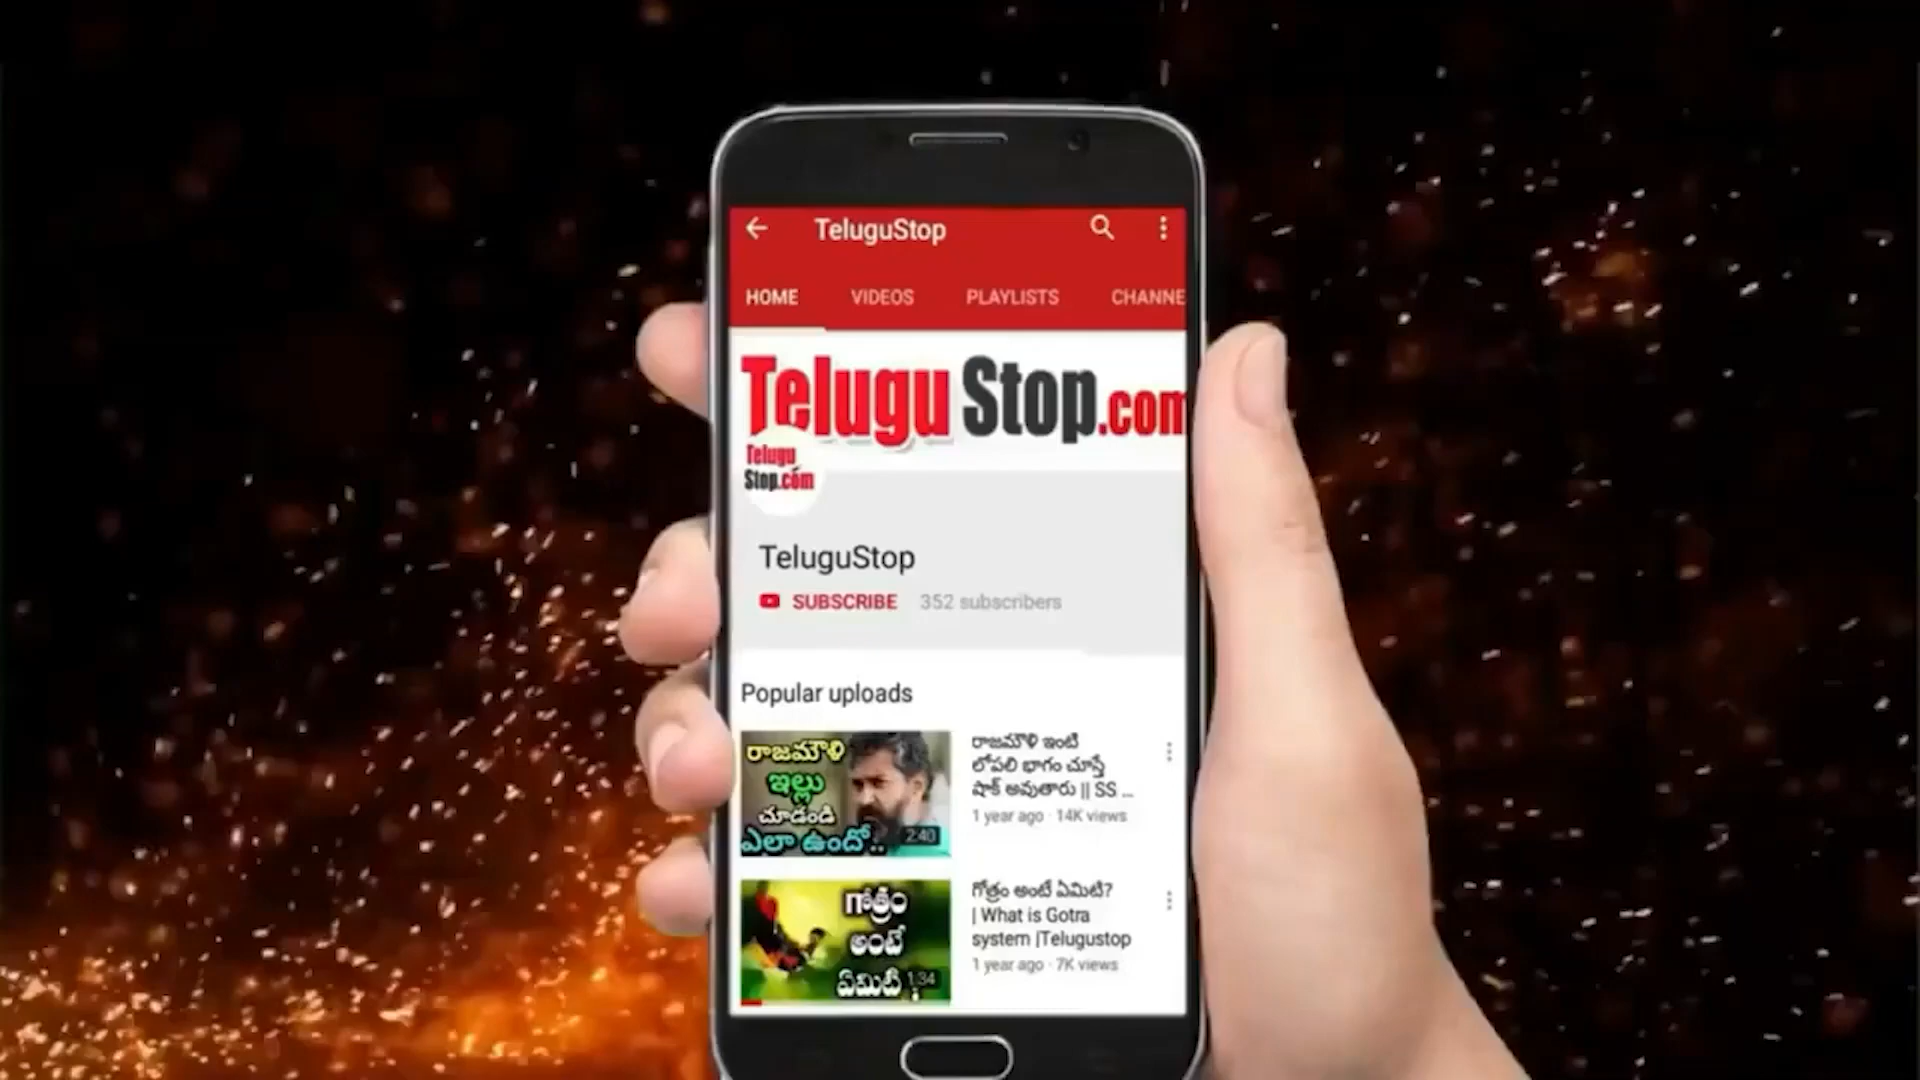 TeluguStop
HOME VIDEOS PLAYLISTS CHANNE
Telugu Stop.com
Telugu
Stop.com
TeluguStop
SUBSCRIBE 352 subscribers
Popular uploads
రాజమౌళి
ఇల్లు
చూడండి
ఎలా ఉందో..
2:40
రాజమౌళి ఇంటి
లోపలి భాగం చూస్తే
షాక్ అవుతారు || SS ...
1 year ago · 14K views
గోత్రం
అంటే
ఏమిటి
1:34
గోత్రం అంటే ఏమిటి?
| What is Gotra
system |Telugustop
1 year ago · 7K views